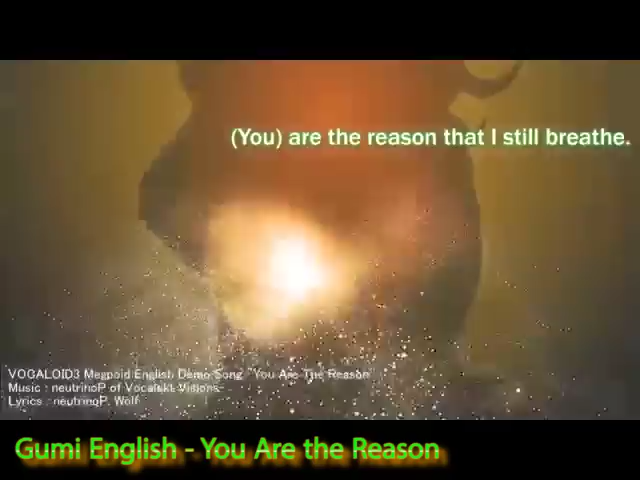 (You) are the reason that I still breathe.
VOCALOID3 Megpoid English Demo Song "You Are The Reason"
Music : neutrinoP of Vocaliekt Visions
Lyrics : neutrinoP, Wolf
Gumi English - You Are the Reason